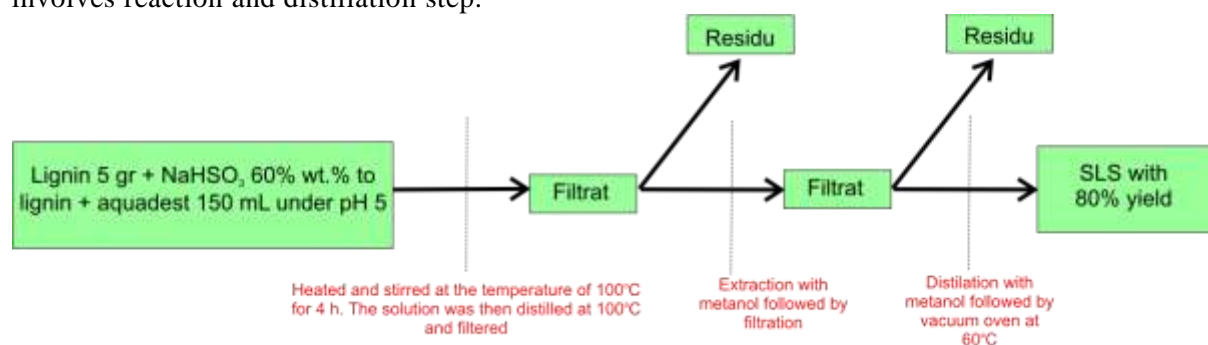 involves reaction and distillation step.
Residu
Residu
Lignin 5 gr + NaHSO₃ 60% wt.% to
lignin + aquadest 150 mL under pH 5
Filtrat
Filtrat
SLS with
80% yield
Heated and stirred at the temperature of 100°C
for 4 h. The solution was then distilled at 100°C
and filtered
Extraction with
metanol followed by
filtration
Distilation with
metanol followed by
vacuum oven at
60°C